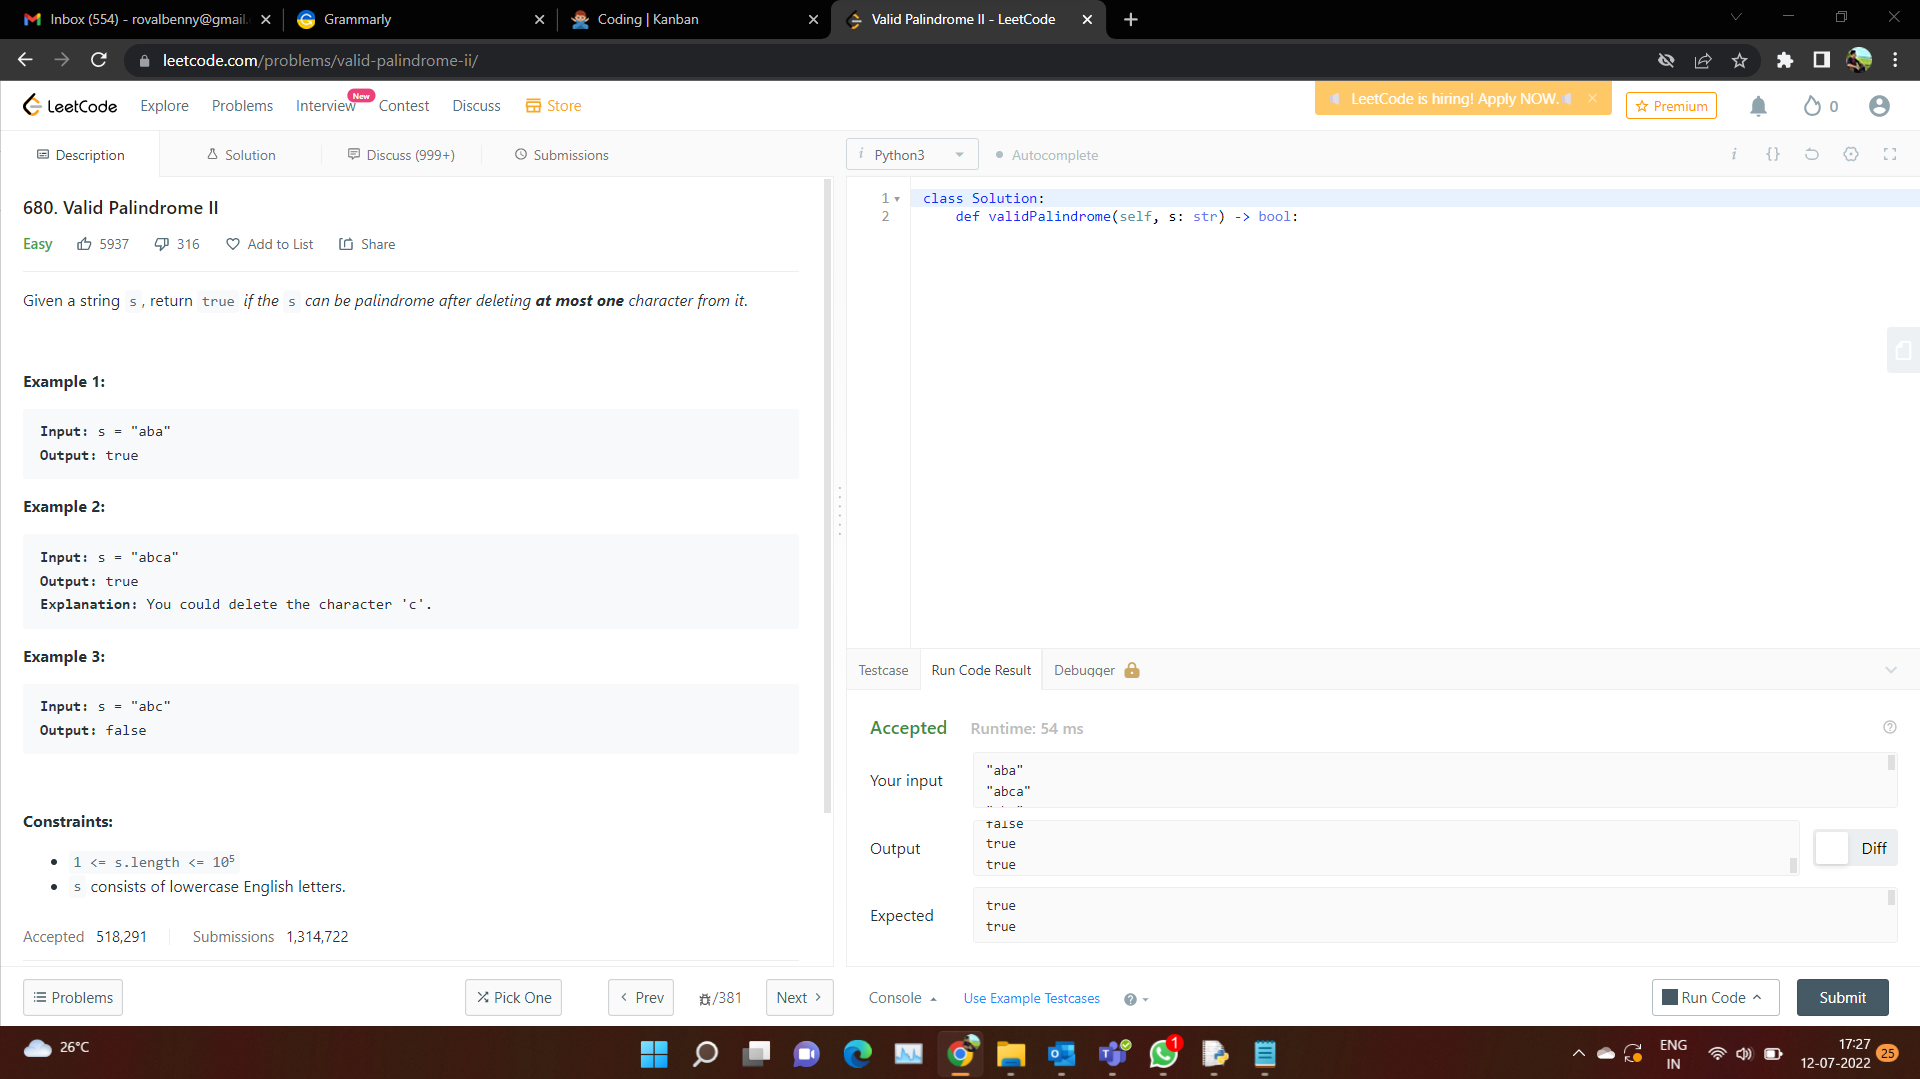 Inbox (554) - rovalbenny@gmail.
Grammarly
Coding | Kanban
Valid Palindrome II - LeetCode
leetcode.com/problems/valid-palindrome-ii/
LeetCode
Explore
Problems
Interview
New
Contest
Discuss
Store
LeetCode is hiring! Apply NOW.
Premium
0
Description
Solution
Discuss (999+)
Submissions
i Python3
Autocomplete
i {}
680. Valid Palindrome II
Easy 5937 316 Add to List Share
Given a string s, return true if the s can be palindrome after deleting at most one character from it.
Example 1:
Input: s = "aba"
Output: true
Example 2:
Input: s = "abca"
Output: true
Explanation: You could delete the character 'c'.
Example 3:
Input: s = "abc"
Output: false
Constraints:
1 <= s.length <= 10⁵
s consists of lowercase English letters.
Accepted 518,291 Submissions 1,314,722
Problems
Pick One
Prev
/381
Next
1 class Solution:
2 def validPalindrome(self, s: str) -> bool:
Testcase
Run Code Result
Debugger
Accepted Runtime: 54 ms
Your input
"aba"
"abca"
Output
false
true
true
Diff
Expected
true
true
Console
Use Example Testcases
Run Code
Submit
26°C
1
ENG
IN
17:27
12-07-2022
25